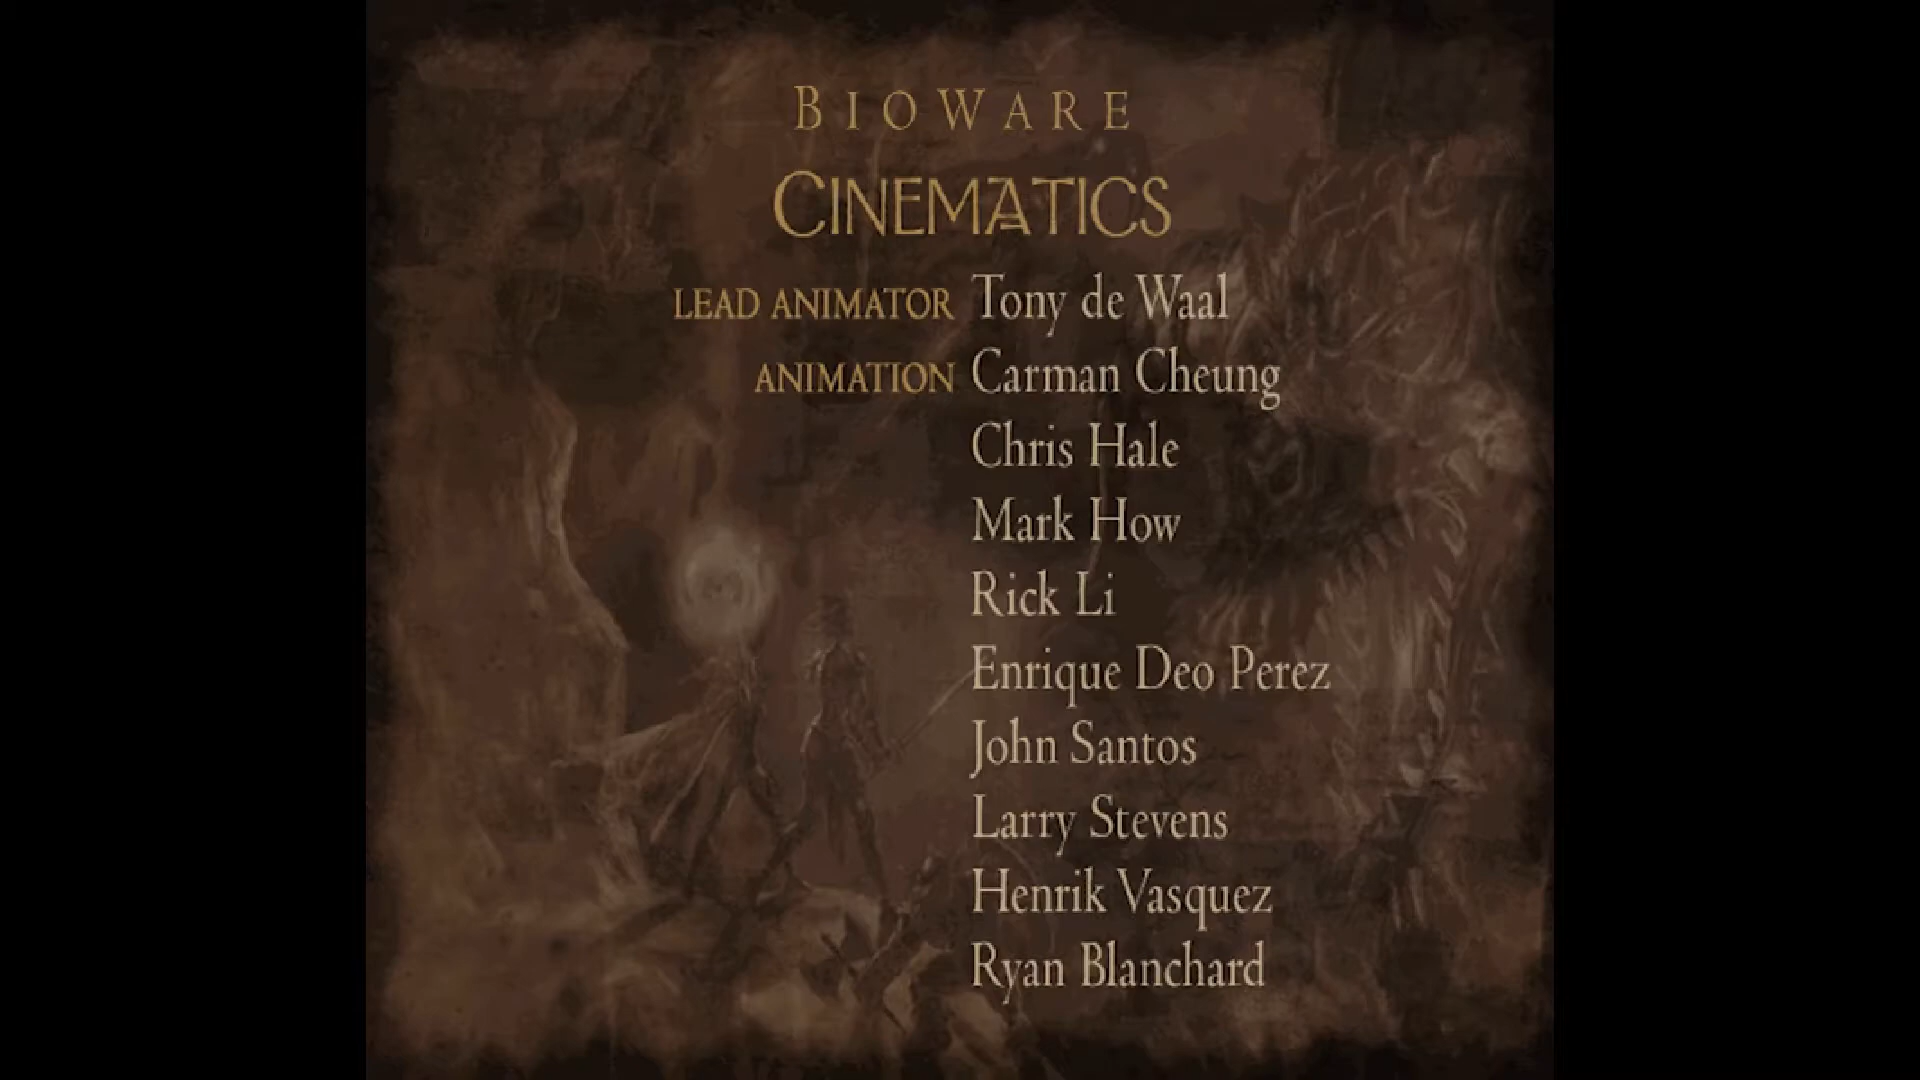 BIOWARE
CINEMATICS
LEAD ANIMATOR Tony de Waal
ANIMATION Carman Cheung
Chris Hale
Mark How
Rick Li
Enrique Deo Perez
John Santos
Larry Stevens
Henrik Vasquez
Ryan Blanchard